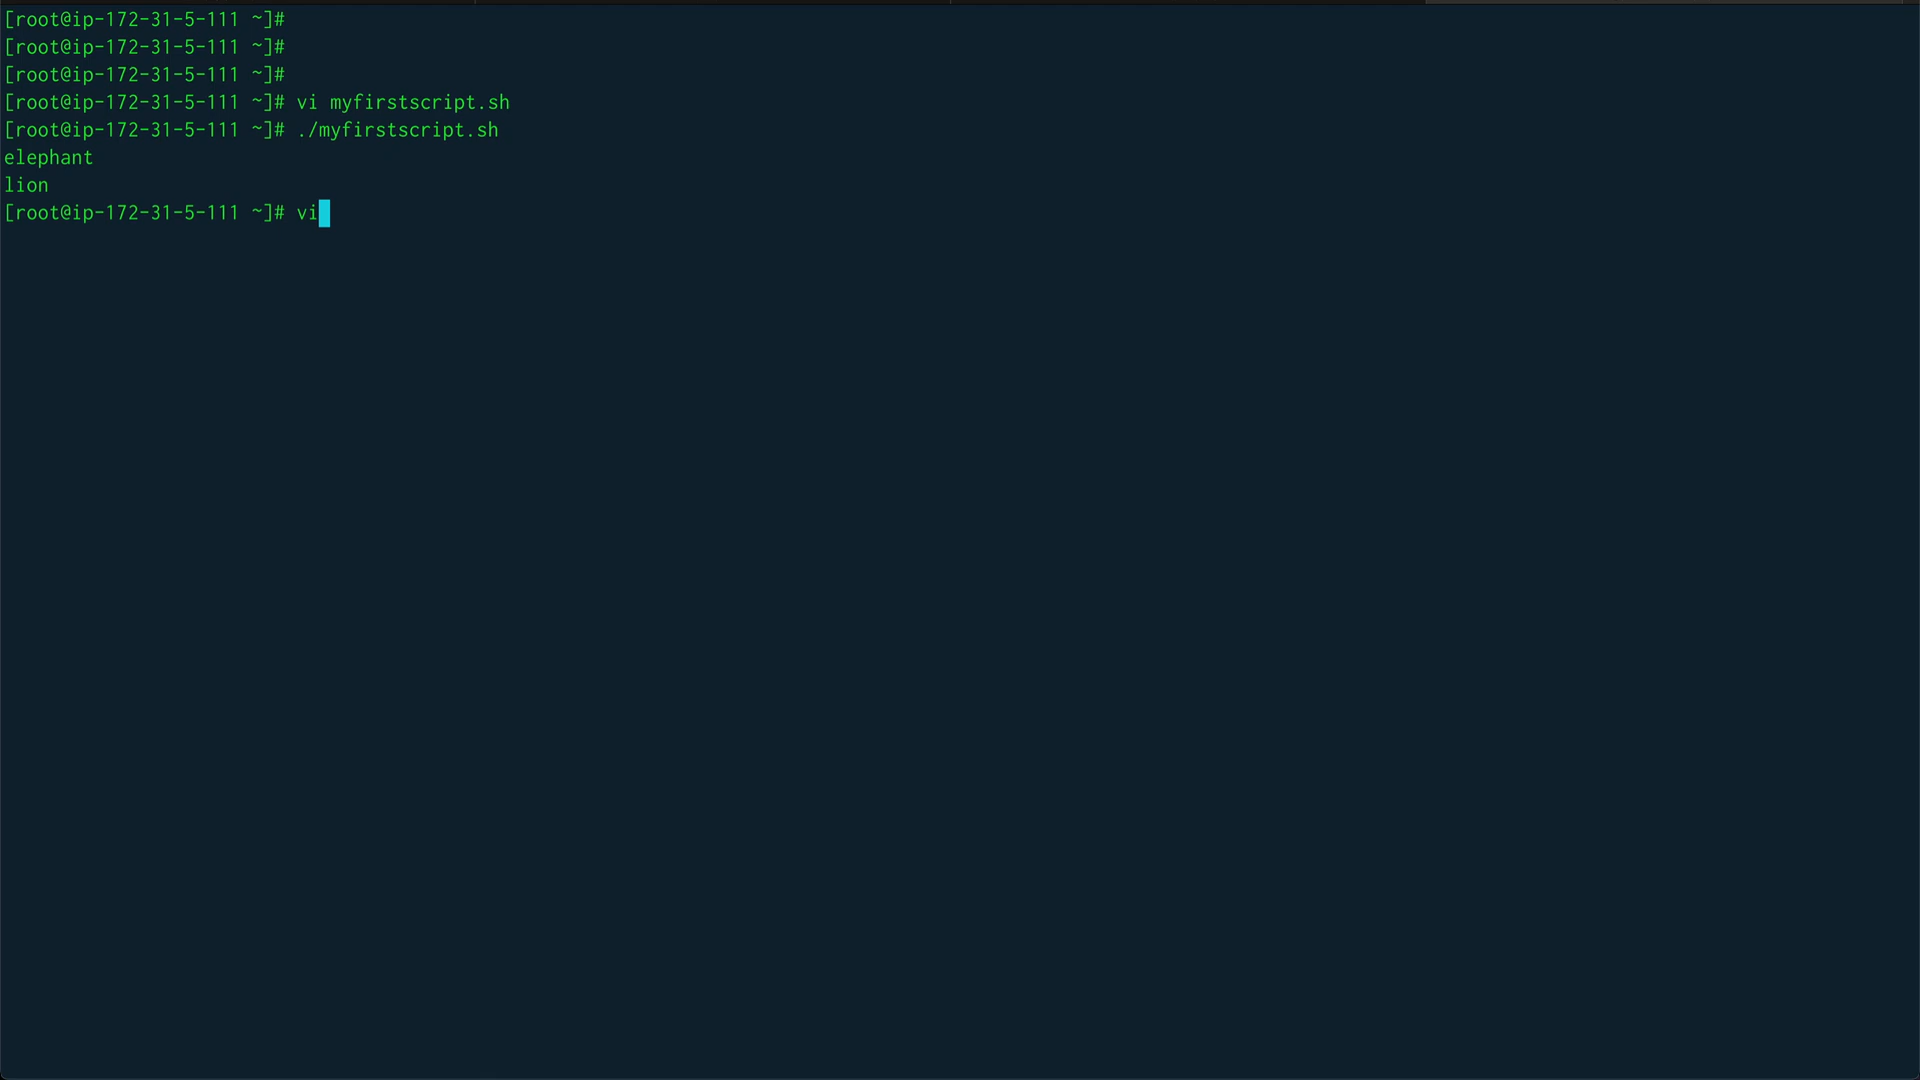 [root@ip-172-31-5-111 ~]#
[root@ip-172-31-5-111 ~]#
[root@ip-172-31-5-111 ~]#
[root@ip-172-31-5-111 ~]# vi myfirstscript.sh
[root@ip-172-31-5-111 ~]# ./myfirstscript.sh
elephant
lion
[root@ip-172-31-5-111 ~]# vi